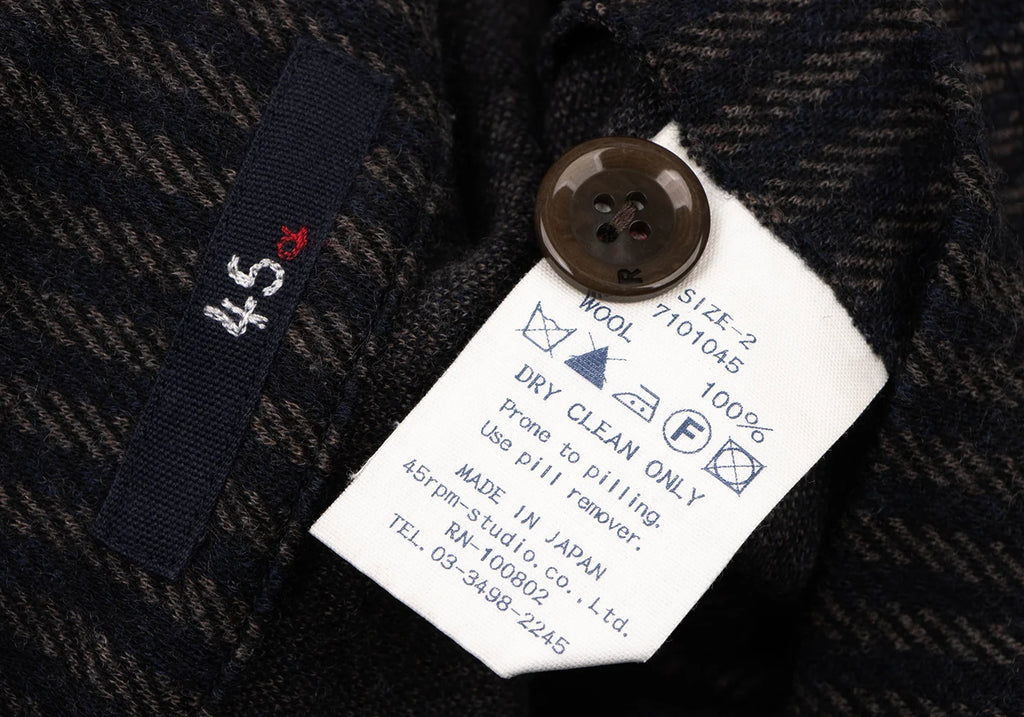 45R
R
SIZE-2
7101045
WOOL 100%
F
DRY CLEAN ONLY
Prone to pilling.
Use pill remover.
MADE IN JAPAN
45rpm-studio.co.,Ltd.
RN-100802
TEL. 03-3498-2245